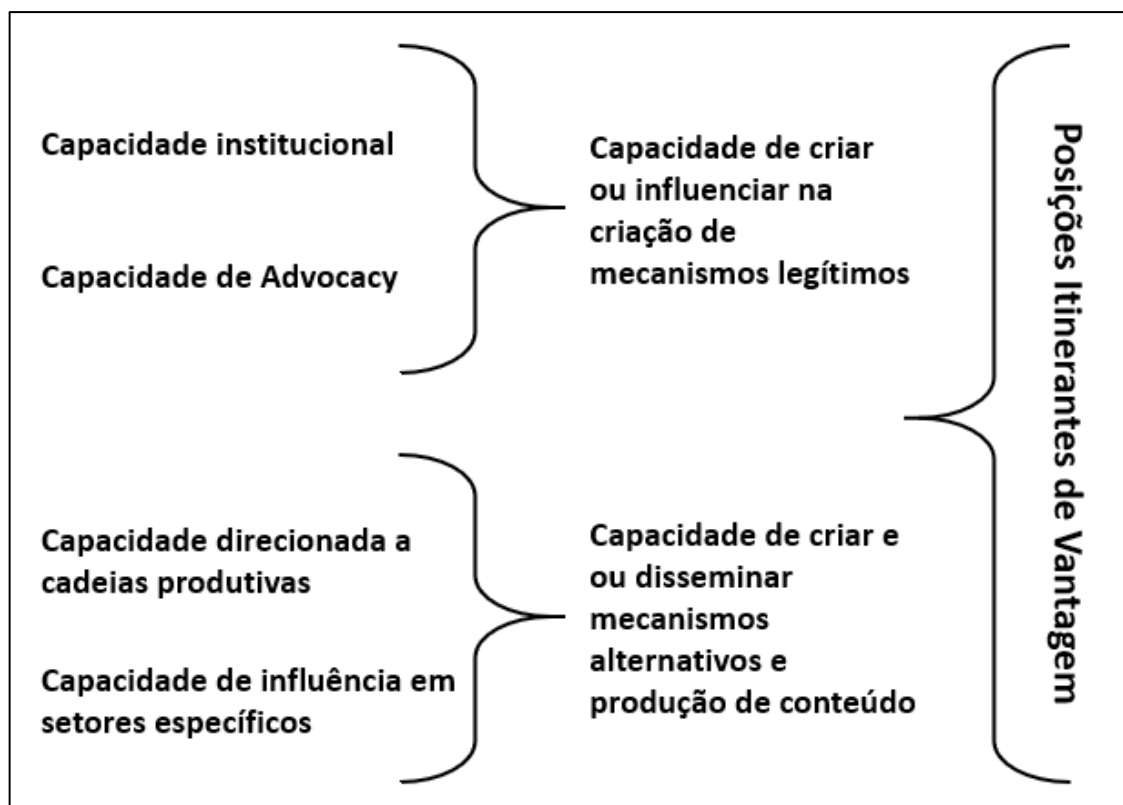 Capacidade institucional
Capacidade de Advocacy
Capacidade de criar
ou influenciar na
criação de
mecanismos legítimos
Capacidade direcionada a
cadeias produtivas
Capacidade de influência em
setores específicos
Capacidade de criar e
ou disseminar
mecanismos
alternativos e
produção de conteúdo
Posições Itinerantes de Vantagem